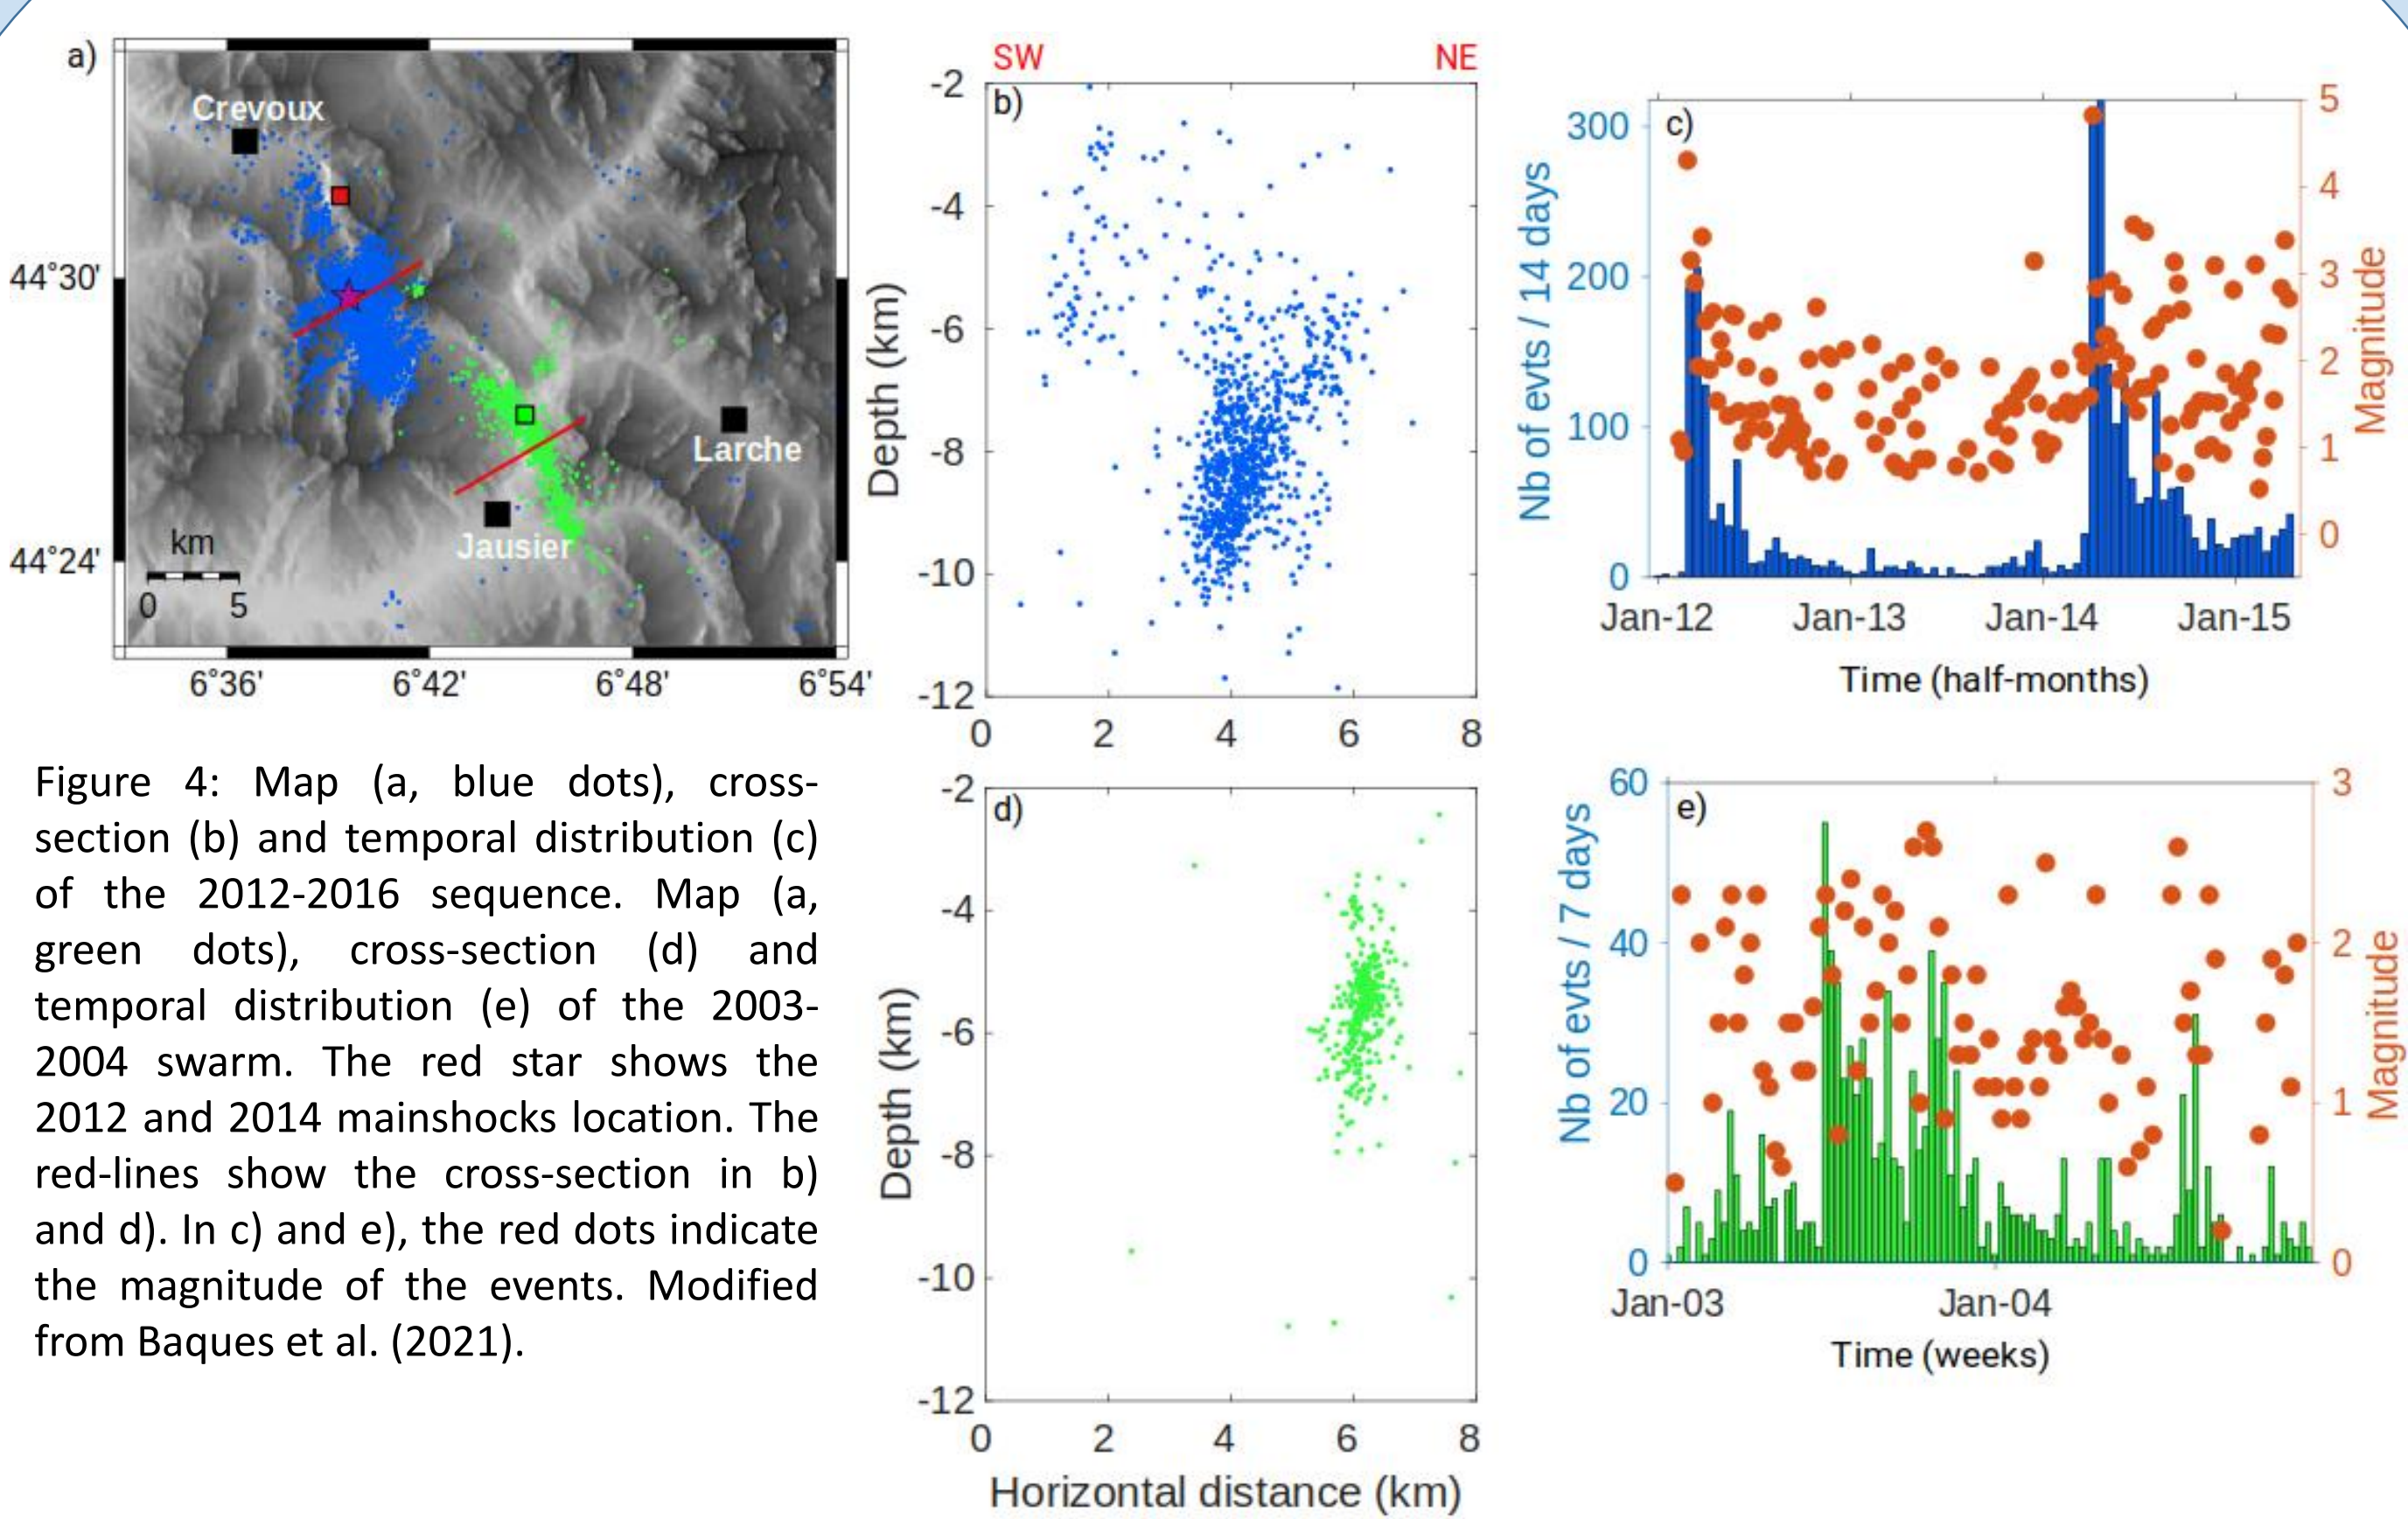 a)
Crevoux
Larche
Jausier
km
0 5
44°30'
44°24'
6°36' 6°42' 6°48' 6°54'
SW NE
b)
-2
-4
-6
-8
-10
-12
Depth (km)
0 2 4 6 8
c)
300
200
100
0
Nb of evts / 14 days
5
4
3
2
1
0
Magnitude
Jan-12 Jan-13 Jan-14 Jan-15
Time (half-months)
Figure 4: Map (a, blue dots), cross-
section (b) and temporal distribution (c)
of the 2012-2016 sequence. Map (a,
green dots), cross-section (d) and
temporal distribution (e) of the 2003-
2004 swarm. The red star shows the
2012 and 2014 mainshocks location. The
red-lines show the cross-section in b)
and d). In c) and e), the red dots indicate
the magnitude of the events. Modified
from Baques et al. (2021).
d)
-2
-4
-6
-8
-10
-12
Depth (km)
0 2 4 6 8
Horizontal distance (km)
e)
60
40
20
0
Nb of evts / 7 days
3
2
1
0
Magnitude
Jan-03 Jan-04
Time (weeks)